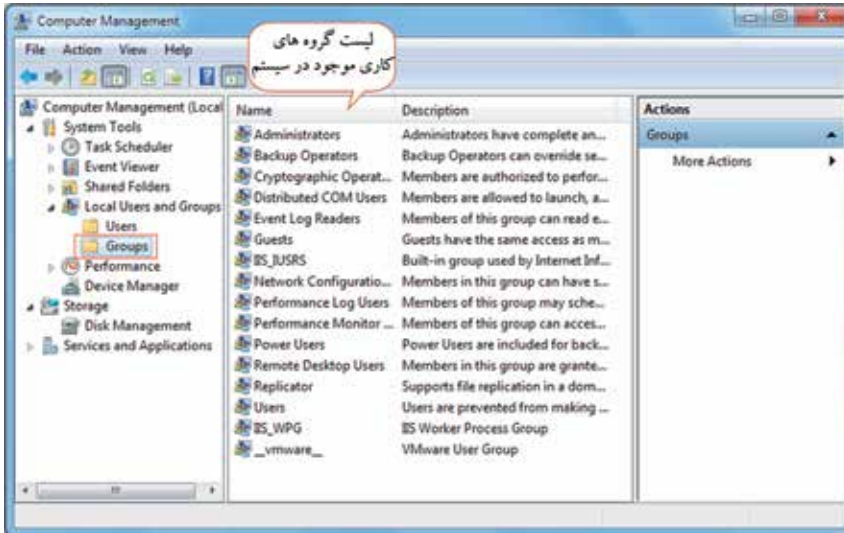 Computer Management
File Action View Help
لیست گروه های
کاری موجود در سیستم
Computer Management (Local
System Tools
Task Scheduler
Event Viewer
Shared Folders
Local Users and Groups
Users
Groups
Performance
Device Manager
Storage
Disk Management
Services and Applications
Name Description
Administrators Administrators have complete an...
Backup Operators Backup Operators can override se...
Cryptographic Operat... Members are authorized to perfor...
Distributed COM Users Members are allowed to launch, a...
Event Log Readers Members of this group can read e...
Guests Guests have the same access as m...
IIS_IUSRS Built-in group used by Internet Inf...
Network Configuratio... Members in this group can have s...
Performance Log Users Members of this group may sche...
Performance Monitor ... Members of this group can acces...
Power Users Power Users are included for back...
Remote Desktop Users Members in this group are grante...
Replicator Supports file replication in a dom...
Users Users are prevented from making ...
IIS_WPG IIS Worker Process Group
__vmware__ VMware User Group
Actions
Groups
More Actions